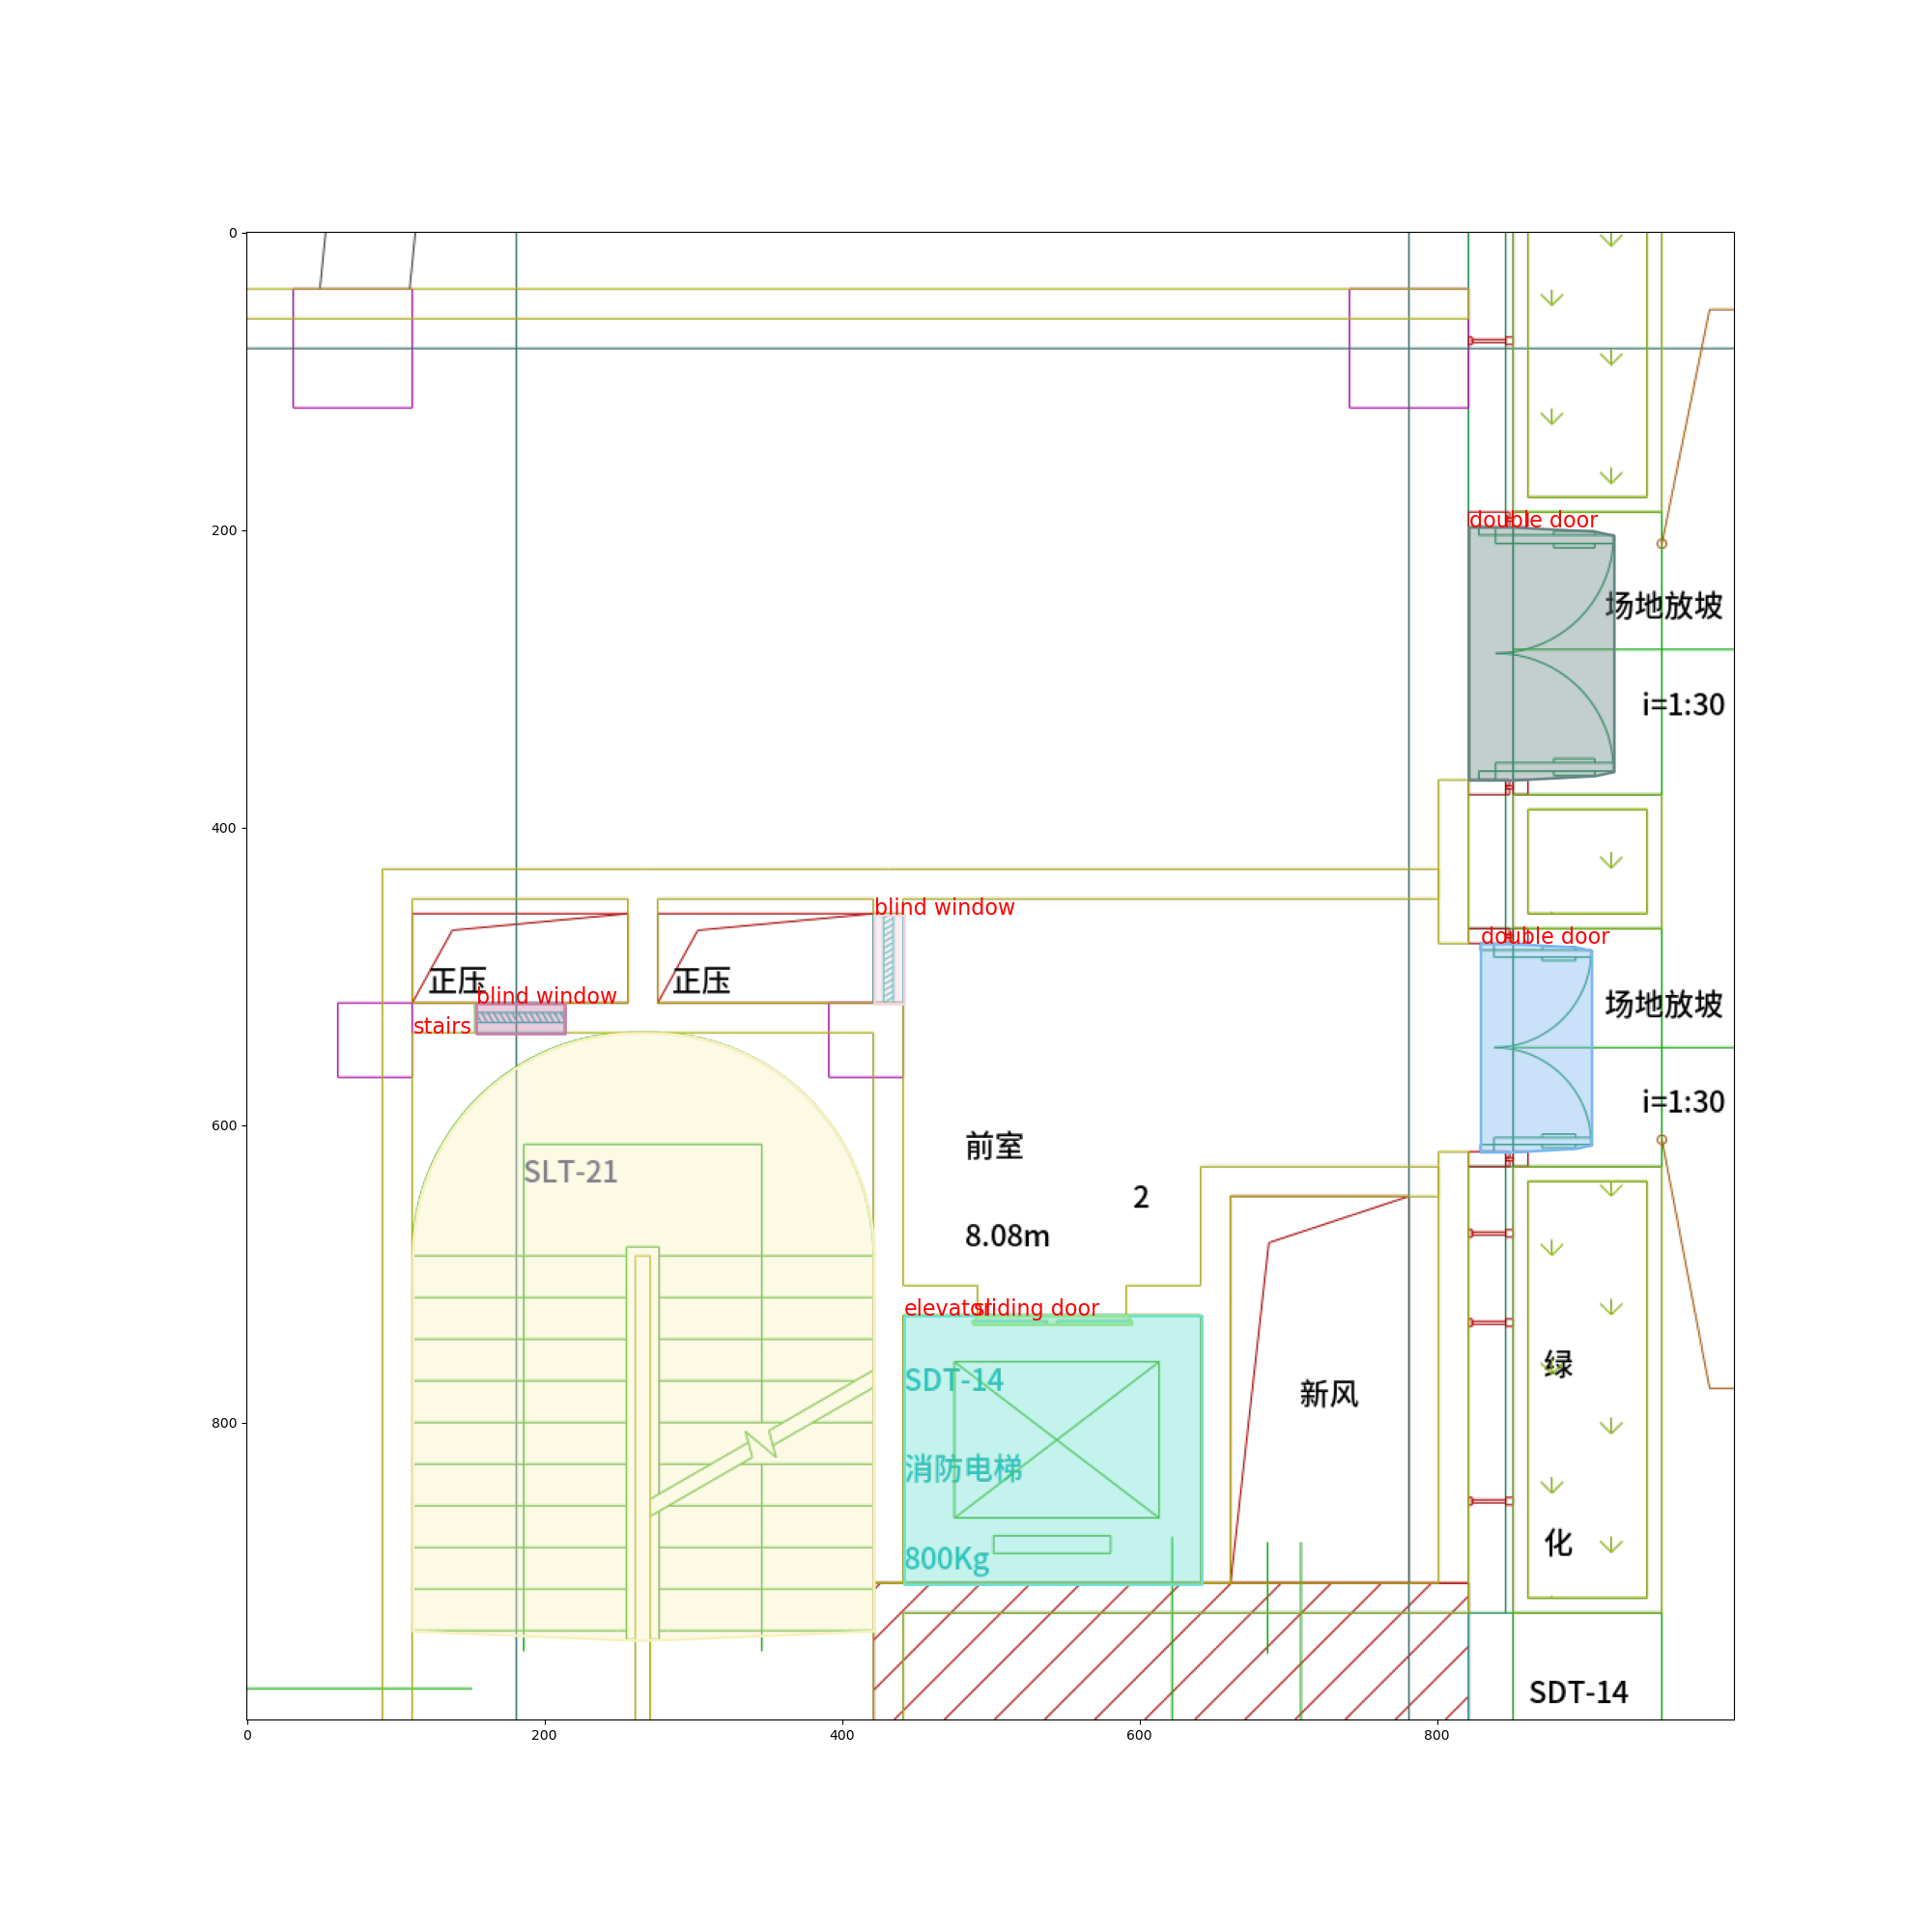 0
200
400
600
800
0
200
400
600
800
double door
场地放坡
i=1:30
blind window
double door
正压
正压
blind window
stairs
场地放坡
i=1:30
前室
2
SLT-21
8.08m
elevator
sliding door
绿
SDT-14
新风
消防电梯
化
800Kg
SDT-14